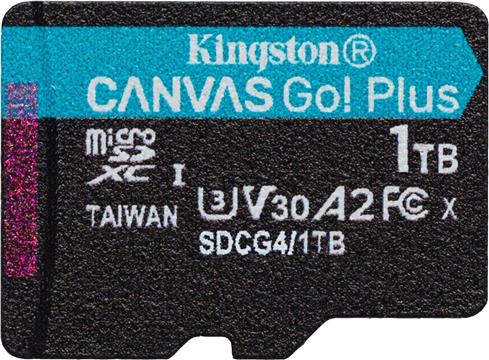 Kingston®
CANVAS Go! Plus
micro SD XC I
1TB
TAIWAN
U3 V30 A2 FC X
SDCG4/1TB